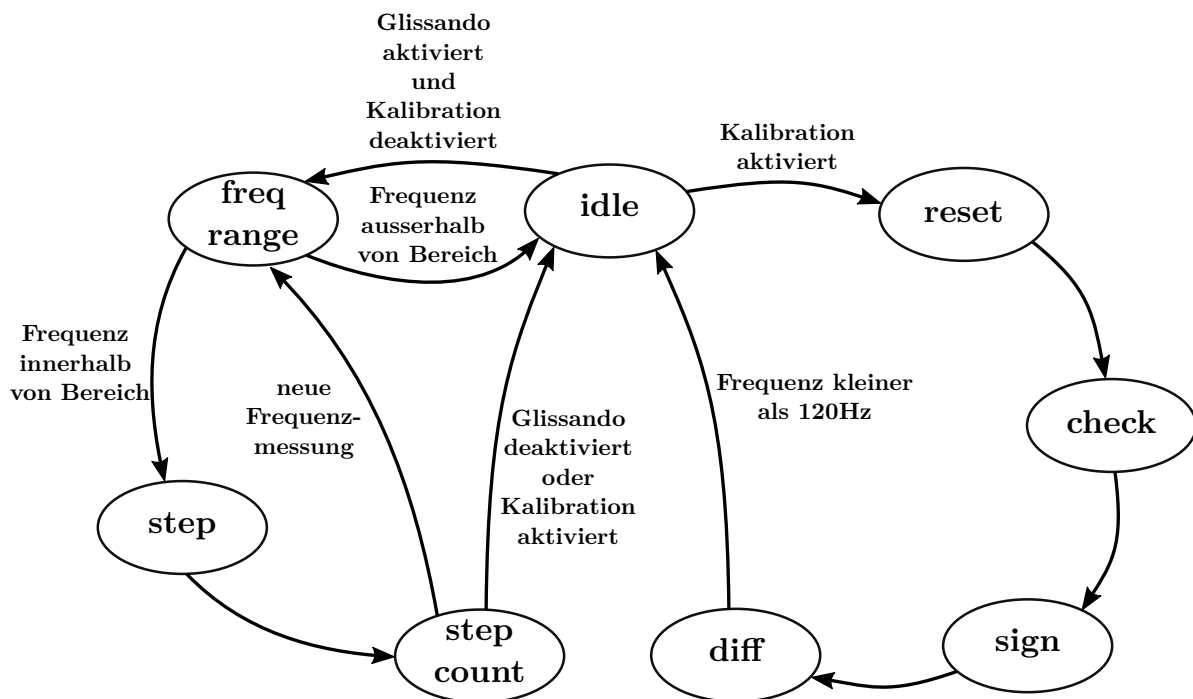 Glissando
aktiviert
und
Kalibration
deaktiviert
Kalibration
aktiviert
freq
range
Frequenz
ausserhalb
von Bereich
idle
reset
Frequenz
innerhalb
von Bereich
neue
Frequenz-
messung
Glissando
deaktiviert
oder
Kalibration
aktiviert
Frequenz kleiner
als 120Hz
check
step
step
count
diff
sign